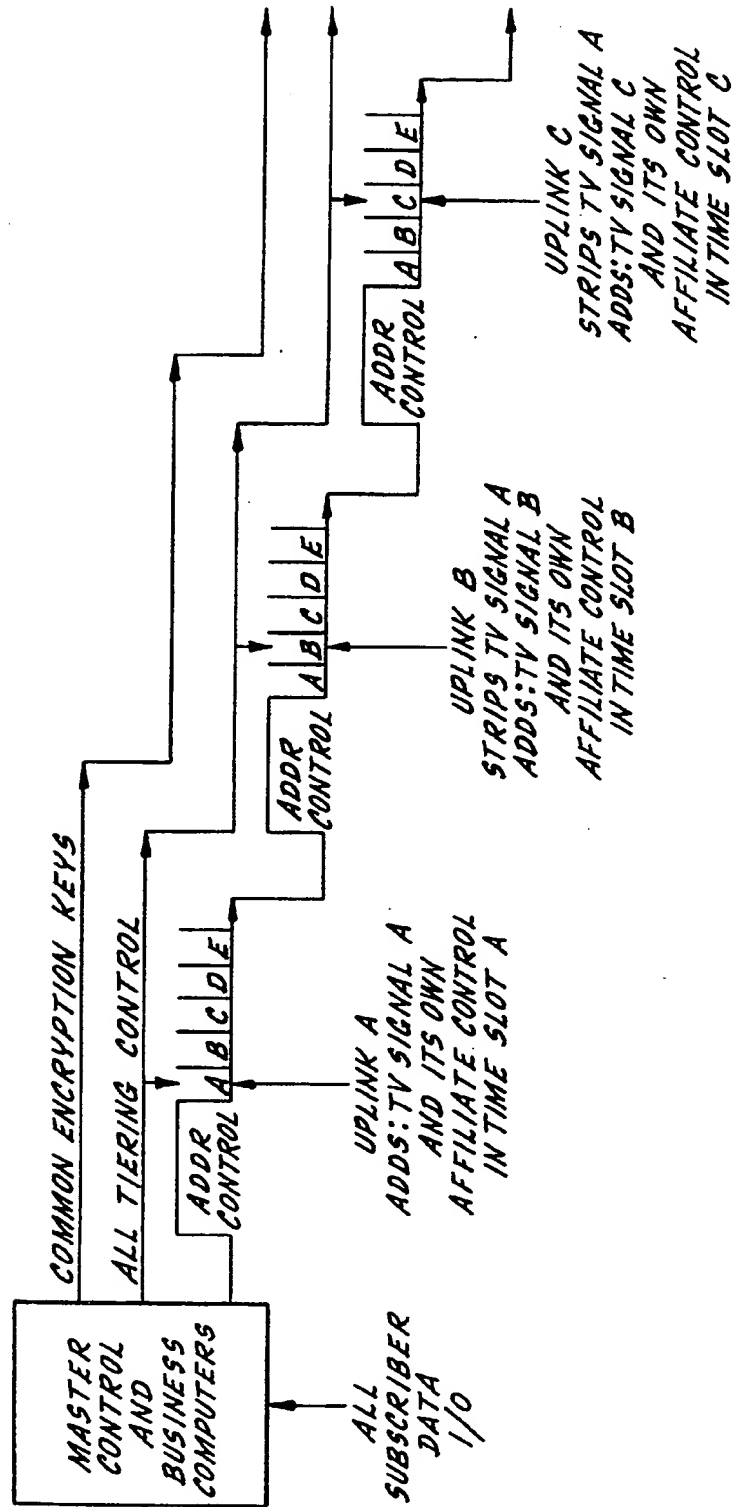 MASTER
CONTROL
AND
BUSINESS
COMPUTERS
ALL
SUBSCRIBER
DATA
I/O
COMMON ENCRYPTION KEYS
ALL TIERING CONTROL
ADDR
CONTROL
A B C D E
UPLINK A
ADDS: TV SIGNAL A
AND ITS OWN
AFFILIATE CONTROL
IN TIME SLOT A
ADDR
CONTROL
A B C D E
UPLINK B
STRIPS TV SIGNAL A
ADDS: TV SIGNAL B
AND ITS OWN
AFFILIATE CONTROL
IN TIME SLOT B
ADDR
CONTROL
A B C D E
UPLINK C
STRIPS TV SIGNAL A
ADDS: TV SIGNAL C
AND ITS OWN
AFFILIATE CONTROL
IN TIME SLOT C